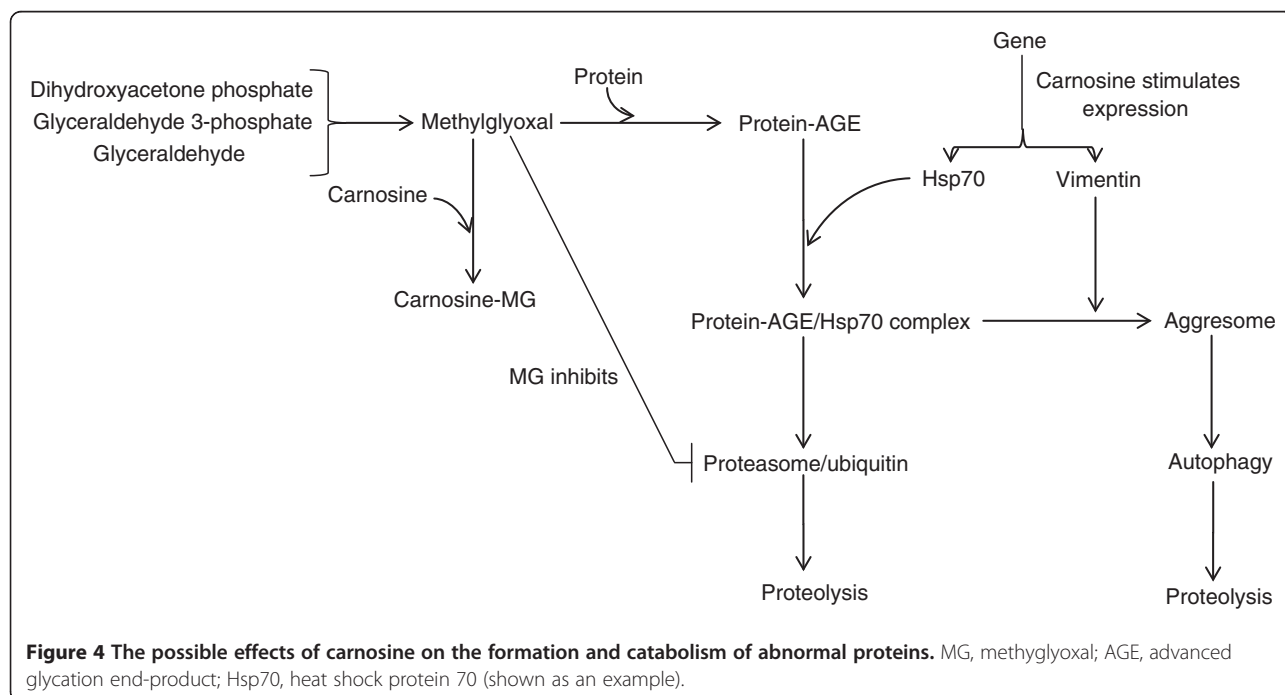 Gene
Carnosine stimulates
expression
Dihydroxyacetone phosphate
Glyceraldehyde 3-phosphate
Glyceraldehyde
Methylglyoxal
Protein
Protein-AGE
Hsp70
Vimentin
Carnosine
Carnosine-MG
Protein-AGE/Hsp70 complex
Aggresome
MG inhibits
Proteasome/ubiquitin
Autophagy
Proteolysis
Proteolysis
Figure 4 The possible effects of carnosine on the formation and catabolism of abnormal proteins. MG, methyglyoxal; AGE, advanced
glycation end-product; Hsp70, heat shock protein 70 (shown as an example).